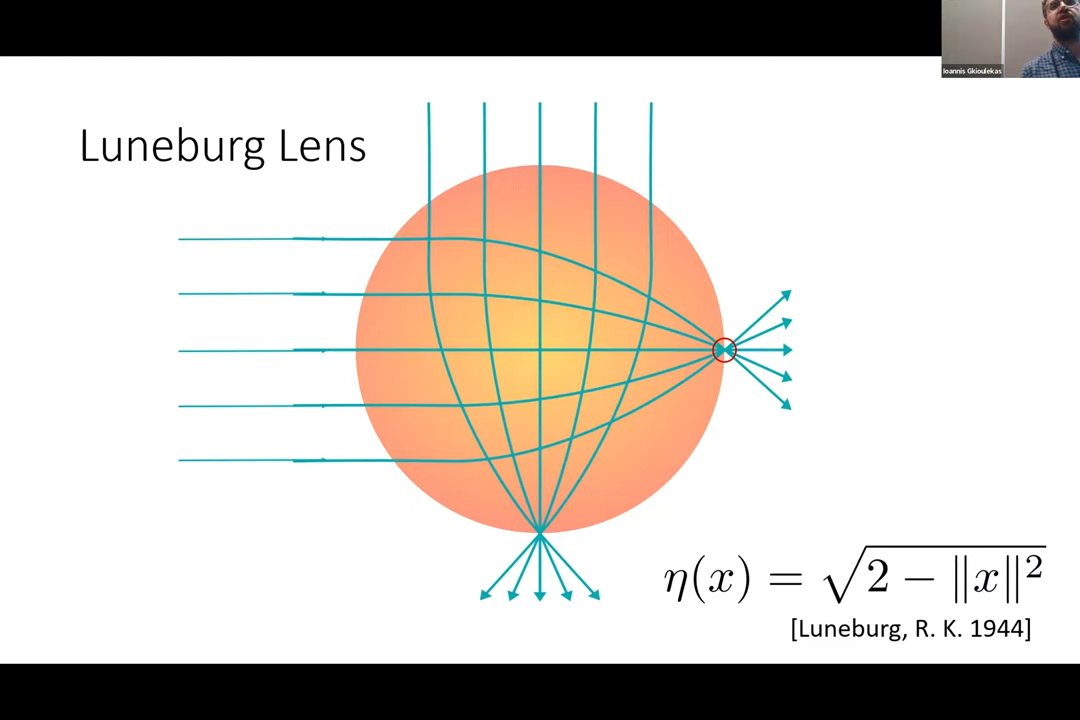 Ioannis Gkioulekas
Luneburg Lens
η(x) = √2 − ‖x‖²
[Luneburg, R. K. 1944]